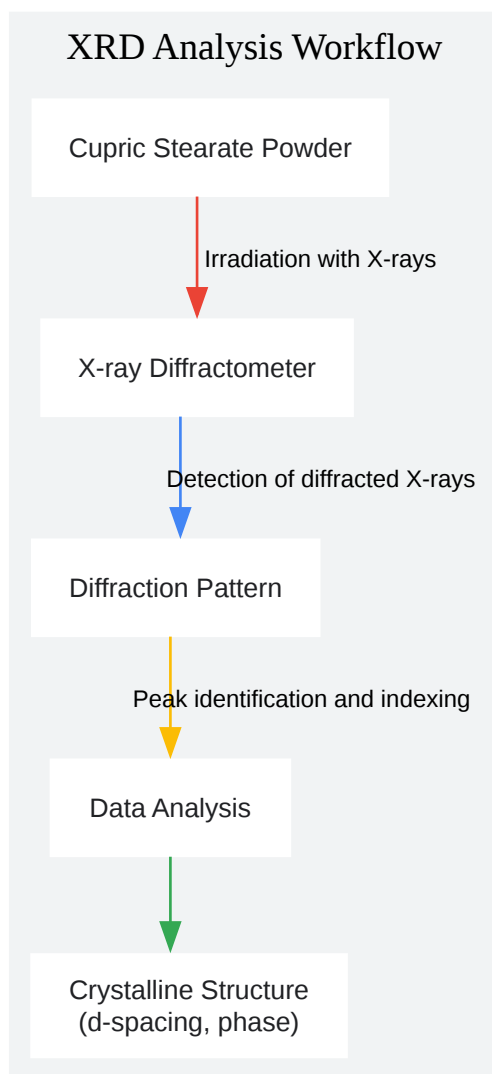 XRD Analysis Workflow
Cupric Stearate Powder
Irradiation with X-rays
X-ray Diffractometer
Detection of diffracted X-rays
Diffraction Pattern
Peak identification and indexing
Data Analysis
Crystalline Structure
(d-spacing, phase)